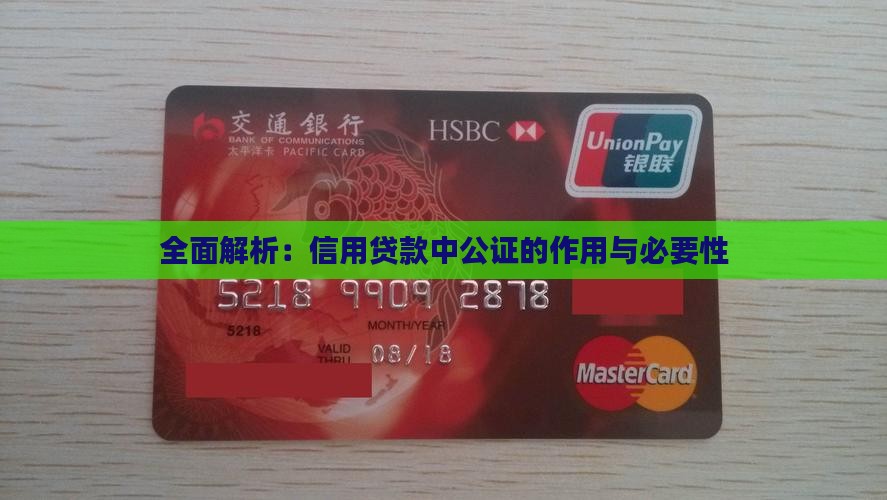 交通銀行
BANK OF COMMUNICATIONS
太平洋卡 PACIFIC CARD
HSBC
UnionPay
银联
全面解析：信用贷款中公证的作用与必要性
5218 9909 2878
5218
MONTH/YEAR
VALID
THRU
08/18
MasterCard